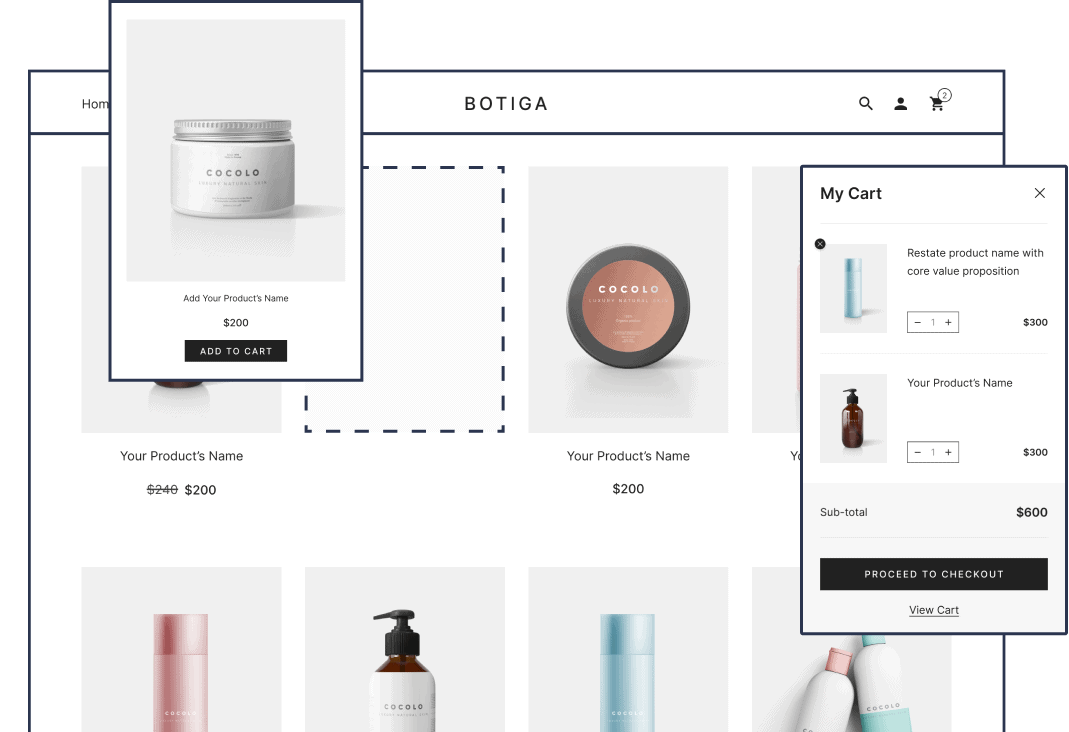 Hom
BOTIGA
2
COCOLO
LUXURY NATURAL SKIN
Add Your Product's Name
$200
ADD TO CART
COCOLO
LUXURY NATURAL SKIN
My Cart
Restate product name with
core value proposition
− 1 +
$300
Your Product’s Name
− 1 +
$300
Sub-total
$600
PROCEED TO CHECKOUT
View Cart
Your Product’s Name
$240 $200
Your Product’s Name
$200
Yo
COCOLO
COCOLO
LUXURY NATURAL SKIN
COCOLO
COCOLO